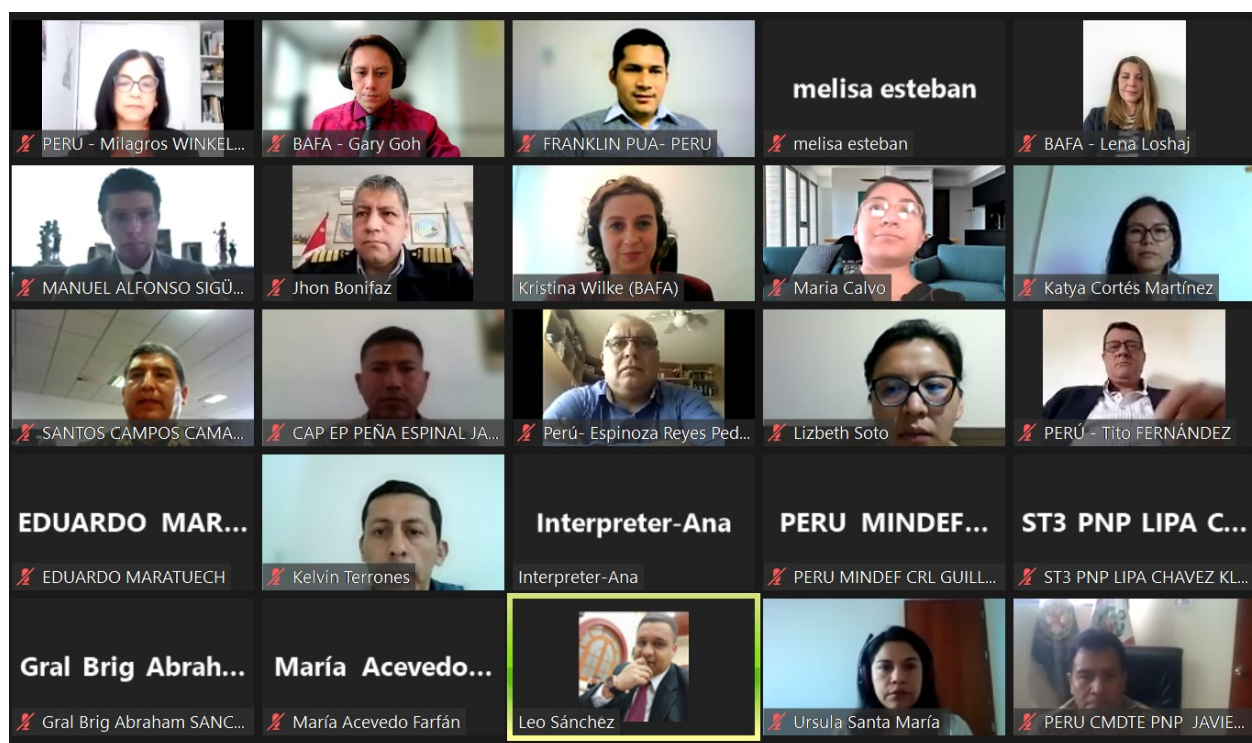 PERU - Milagros WINKEL...
BAFA - Gary Goh
FRANKLIN PUA- PERU
melisa esteban
melisa esteban
BAFA - Lena Loshaj
MANUEL ALFONSO SIGÜ...
Jhon Bonifaz
Kristina Wilke (BAFA)
Maria Calvo
Katya Cortés Martínez
SANTOS CAMPOS CAMA...
CAP EP PEÑA ESPINAL JA...
Perú- Espinoza Reyes Ped...
Lizbeth Soto
PERÚ - Tito FERNÁNDEZ
EDUARDO MAR...
EDUARDO MARATUECH
Kelvin Terrones
Interpreter-Ana
Interpreter-Ana
PERU MINDEF...
PERU MINDEF CRL GUILL...
ST3 PNP LIPA C...
ST3 PNP LIPA CHAVEZ KL...
Gral Brig Abrah...
Gral Brig Abraham SANC...
María Acevedo...
María Acevedo Farfán
Leo Sánchez
Ursula Santa María
PERU CMDTE PNP JAVIE...